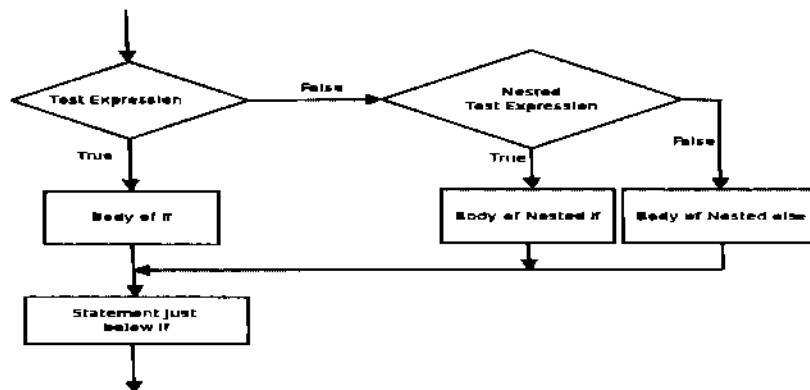 Test Expression
False
Nested
Test Expression
True
True
False
Body of If
Body of Nested if
Body of Nested else
Statement just
below if